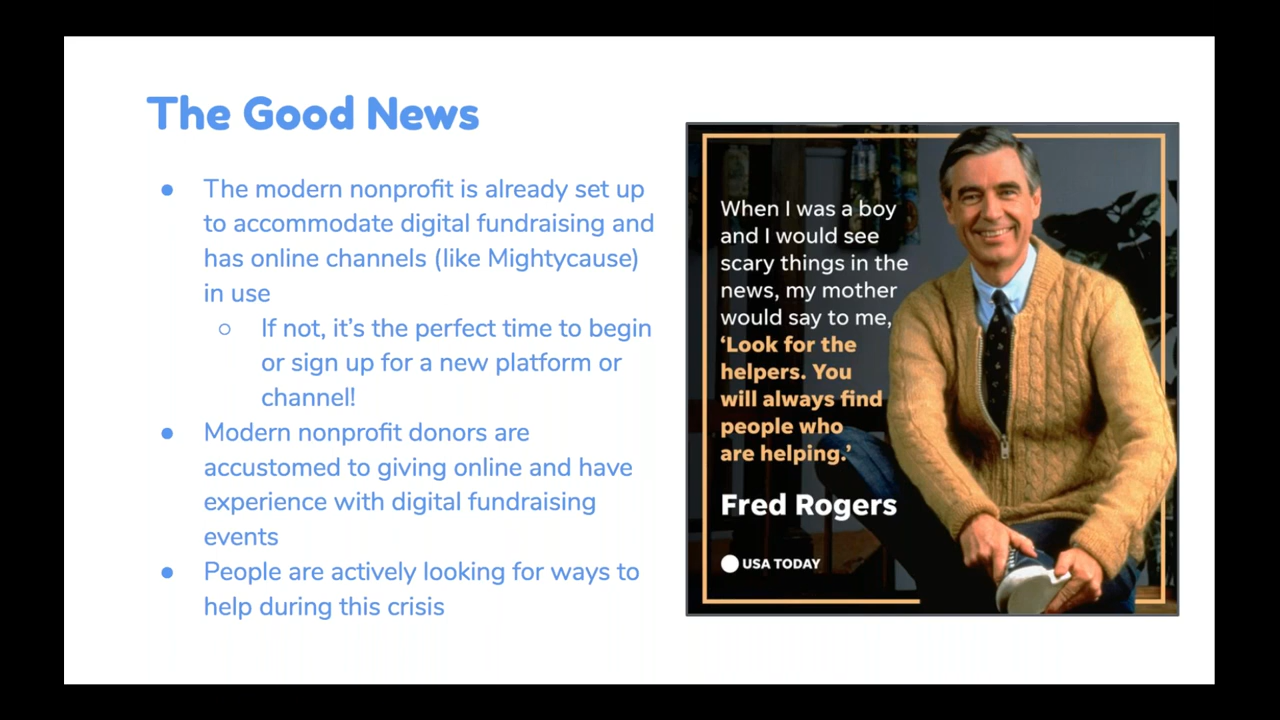 The Good News
● The modern nonprofit is already set up
to accommodate digital fundraising and
has online channels (like Mightycause)
in use
○ If not, it’s the perfect time to begin
or sign up for a new platform or
channel!
● Modern nonprofit donors are
accustomed to giving online and have
experience with digital fundraising
events
● People are actively looking for ways to
help during this crisis
When I was a boy
and I would see
scary things in the
news, my mother
would say to me,
‘Look for the
helpers. You
will always find
people who
are helping.’
Fred Rogers
USA TODAY